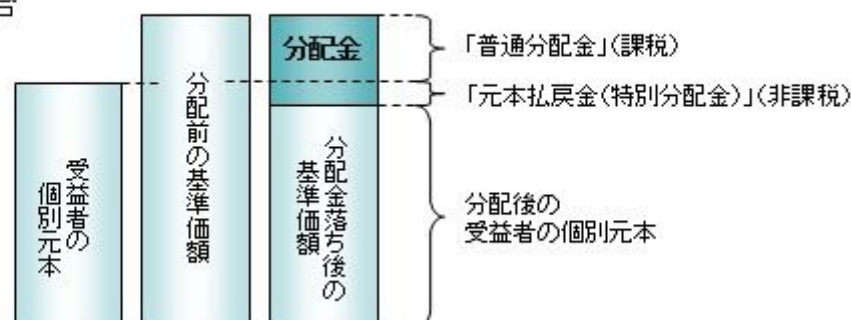 分配金
「普通分配金」(課税)
「元本払戻金(特別分配金)」(非課税)
受益者の
個別元本
分配前の基準価額
分配金落ち後の
基準価額
分配後の
受益者の個別元本